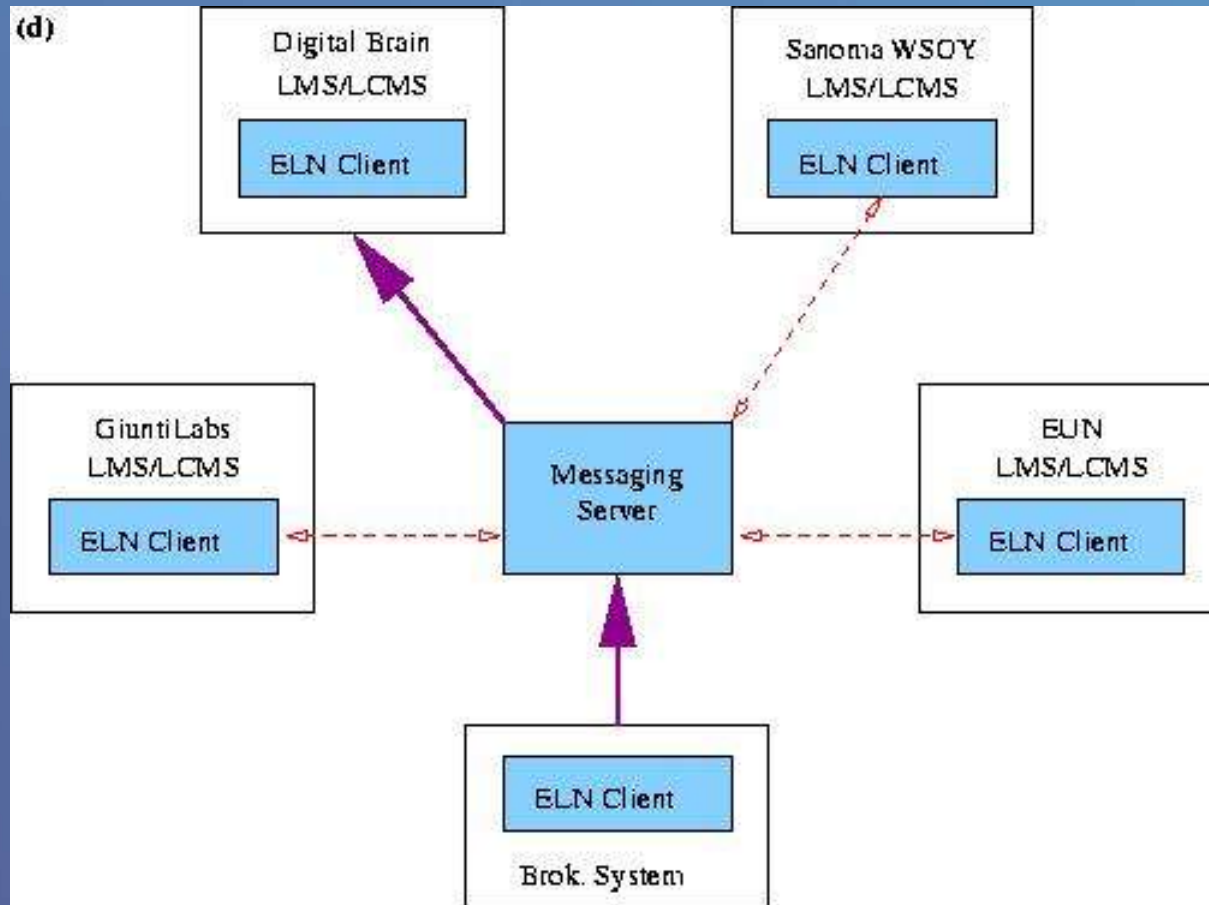 (d)
Digital Brain
LMS/LCMS
ELN Client
Sanoma WSOY
LMS/LCMS
ELN Client
GiuntiLabs
LMS/LCMS
ELN Client
Messaging
Server
EUN
LMS/LCMS
ELN Client
ELN Client
Brok. System